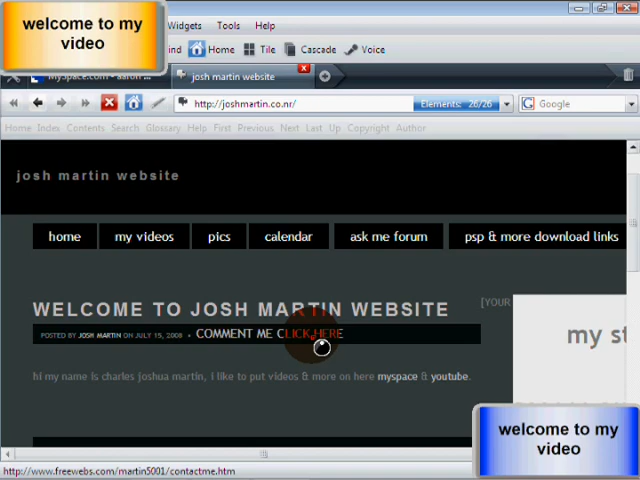 welcome to my
video
Widgets Tools Help
ind Home Tile Cascade Voice
MySpace.com - aaron ...
josh martin website
http://joshmartin.co.nr/
Elements: 26/26
Google
Home Index Contents Search Glossary Help First Previous Next Last Up Copyright Author
josh martin website
home my videos pics calendar ask me forum psp & more download links
WELCOME TO JOSH MARTIN WEBSITE
[YOUR
POSTED BY JOSH MARTIN ON JULY 15, 2008 • COMMENT ME CLICK HERE
my st
hi my name is charles joshua martin, i like to put videos & more on here myspace & youtube.
welcome to my
video
http://www.freewebs.com/martin5001/contactme.htm